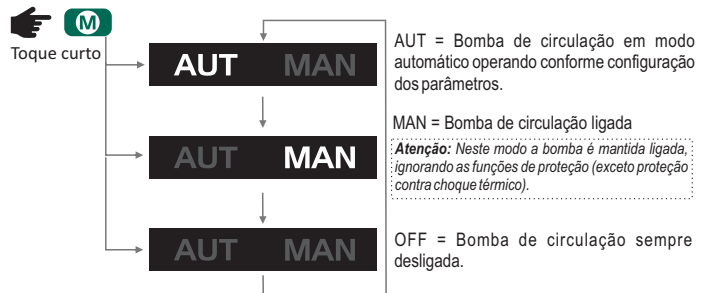 M
Toque curto
AUT MAN
AUT = Bomba de circulação em modo
automático operando conforme configuração
dos parâmetros.
AUT MAN
MAN = Bomba de circulação ligada
Atenção: Neste modo a bomba é mantida ligada,
ignorando as funções de proteção (exceto proteção
contra choque térmico).
AUT MAN
OFF = Bomba de circulação sempre
desligada.